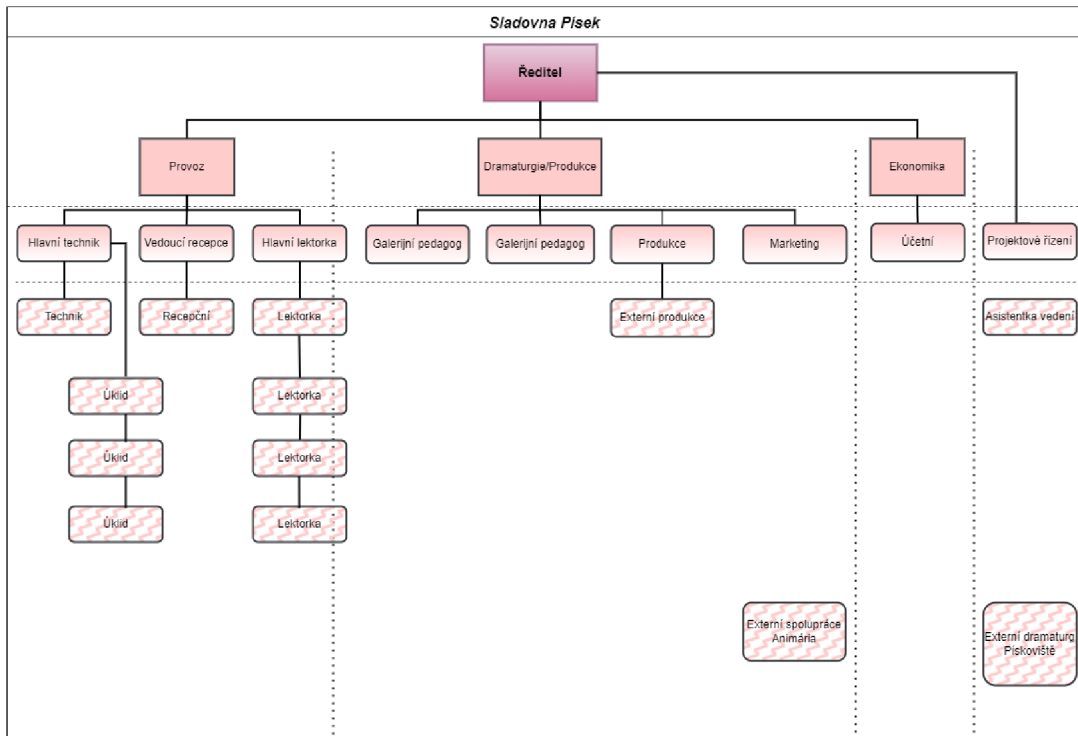 Sladovna Písek
Ředitel
Provoz
Dramaturgie/Produkce
Ekonomika
Hlavní technik
Vedoucí recepce
Hlavní lektorka
Galerijní pedagog
Galerijní pedagog
Produkce
Marketing
Účetní
Projektové řízení
Technik
Recepční
Lektorka
Externí produkce
Asistentka vedení
Úklid
Lektorka
Úklid
Lektorka
Úklid
Lektorka
Externí spolupráce
Animária
Externí dramaturg
Pískoviště